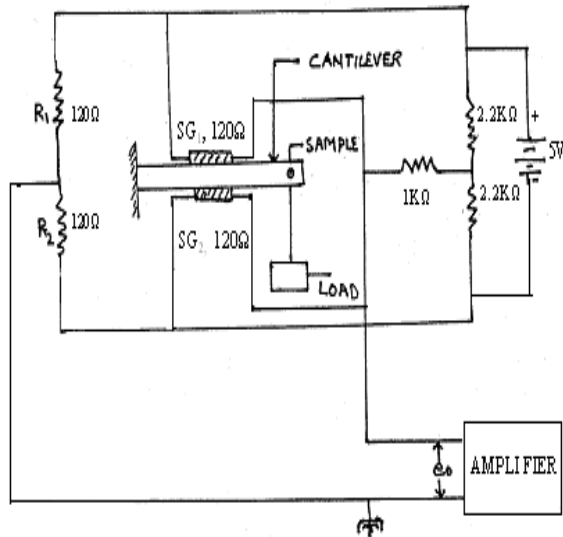 CANTILEVER
R1
120Ω
SG1, 120Ω
2.2KΩ
+
5V
SAMPLE
1KΩ
2.2KΩ
R2
120Ω
SG2, 120Ω
LOAD
e0
AMPLIFIER